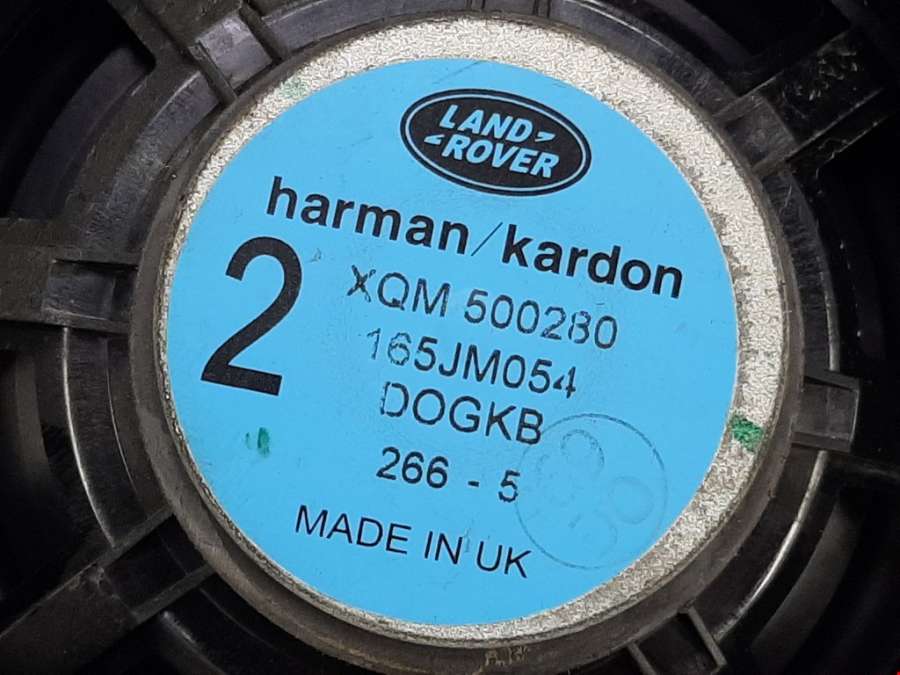 LAND
ROVER
harman/kardon
2
XQM 500280
165JM054
DOGKB
266 - 5
MADE IN UK